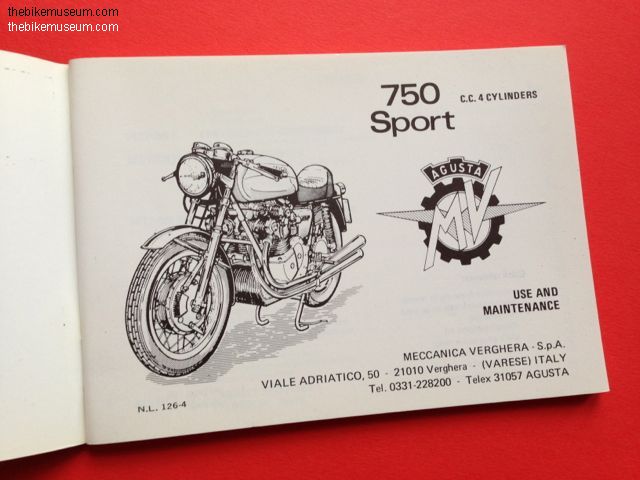 thebikemuseum.com
thebikemuseum.com
750 C.C. 4 CYLINDERS
Sport
AGUSTA
MV
USE AND
MAINTENANCE
MECCANICA VERGHERA - S.p.A.
VIALE ADRIATICO, 50 - 21010 Verghera - (VARESE) ITALY
Tel. 0331-228200 - Telex 31057 AGUSTA
N.L. 126-4